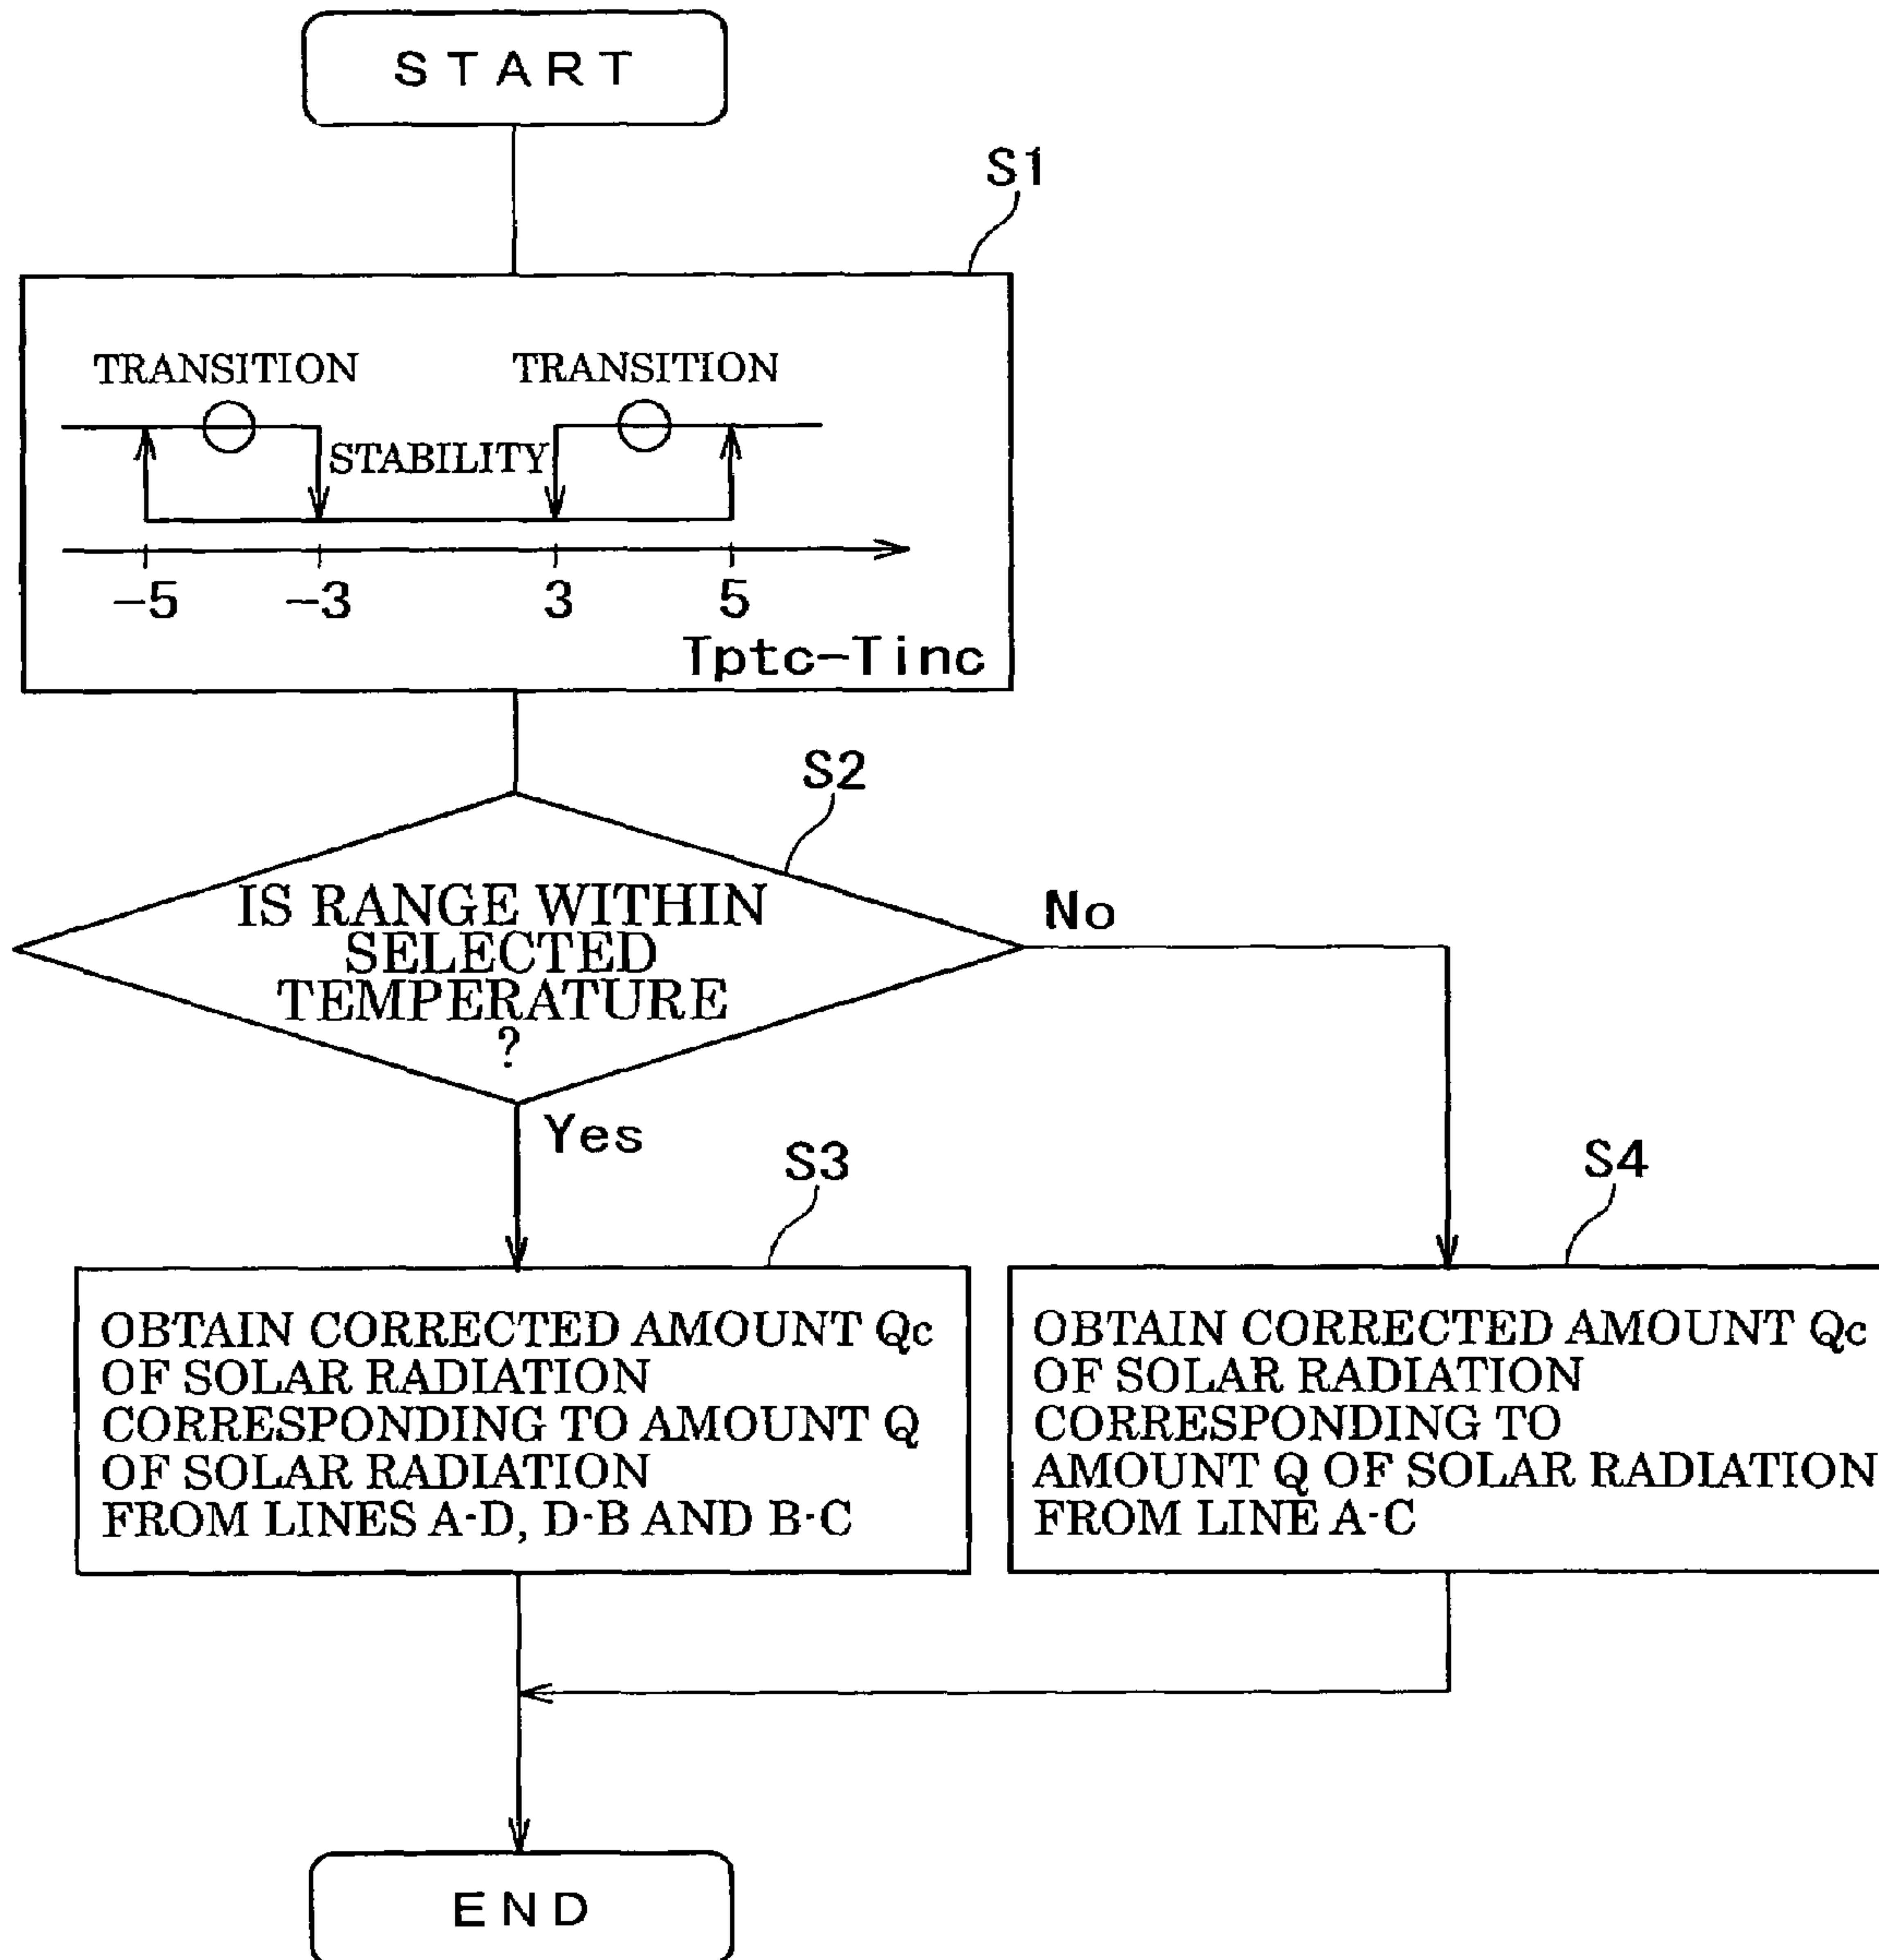 START
S1
TRANSITION TRANSITION
STABILITY
-5 -3 3 5
Tptc-Tinc
S2
IS RANGE WITHIN
SELECTED
TEMPERATURE
?
No
Yes
S3
OBTAIN CORRECTED AMOUNT Qc
OF SOLAR RADIATION
CORRESPONDING TO AMOUNT Q
OF SOLAR RADIATION
FROM LINES A-D, D-B AND B-C
S4
OBTAIN CORRECTED AMOUNT Qc
OF SOLAR RADIATION
CORRESPONDING TO
AMOUNT Q OF SOLAR RADIATION
FROM LINE A-C
END